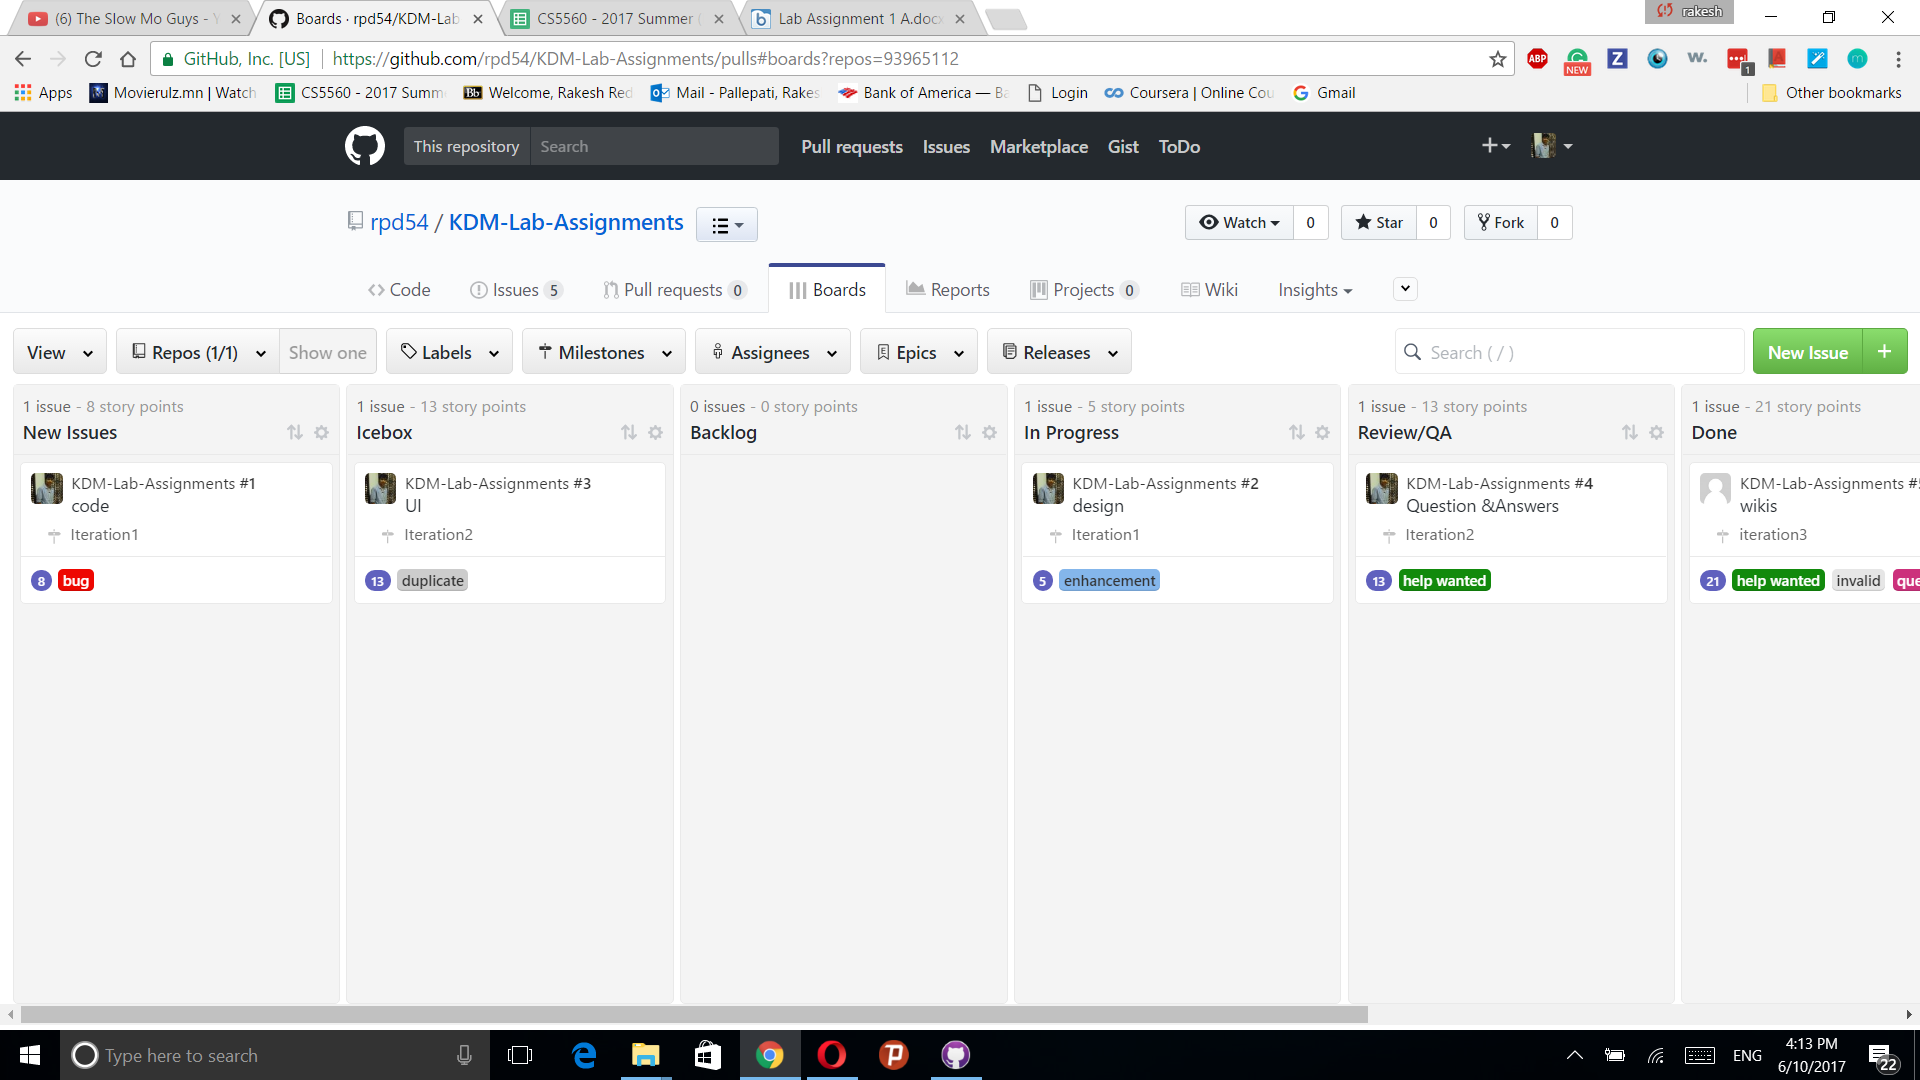 (6) The Slow Mo Guys - Y
Boards · rpd54/KDM-Lab
CS5560 - 2017 Summer
Lab Assignment 1 A.docx
rakesh
GitHub, Inc. [US]
https://github.com/rpd54/KDM-Lab-Assignments/pulls#boards?repos=93965112
ABP
NEW
Z
w.
1
m
Apps
Movierulz.mn | Watch
CS5560 - 2017 Summ
Bb Welcome, Rakesh Red
Mail - Pallepati, Rakes
Bank of America — Ba
Login
Coursera | Online Cou
Gmail
Other bookmarks
This repository
Search
Pull requests
Issues
Marketplace
Gist
ToDo
rpd54 / KDM-Lab-Assignments
Watch 0
Star 0
Fork 0
Code
Issues 5
Pull requests 0
Boards
Reports
Projects 0
Wiki
Insights
View
Repos (1/1)
Show one
Labels
Milestones
Assignees
Epics
Releases
Search ( / )
New Issue +
1 issue - 8 story points
New Issues
KDM-Lab-Assignments #1
code
Iteration1
8 bug
1 issue - 13 story points
Icebox
KDM-Lab-Assignments #3
UI
Iteration2
13 duplicate
0 issues - 0 story points
Backlog
1 issue - 5 story points
In Progress
KDM-Lab-Assignments #2
design
Iteration1
5 enhancement
1 issue - 13 story points
Review/QA
KDM-Lab-Assignments #4
Question &Answers
Iteration2
13 help wanted
1 issue - 21 story points
Done
KDM-Lab-Assignments #5
wikis
iteration3
21 help wanted invalid que
Type here to search
ENG
4:13 PM
6/10/2017
22